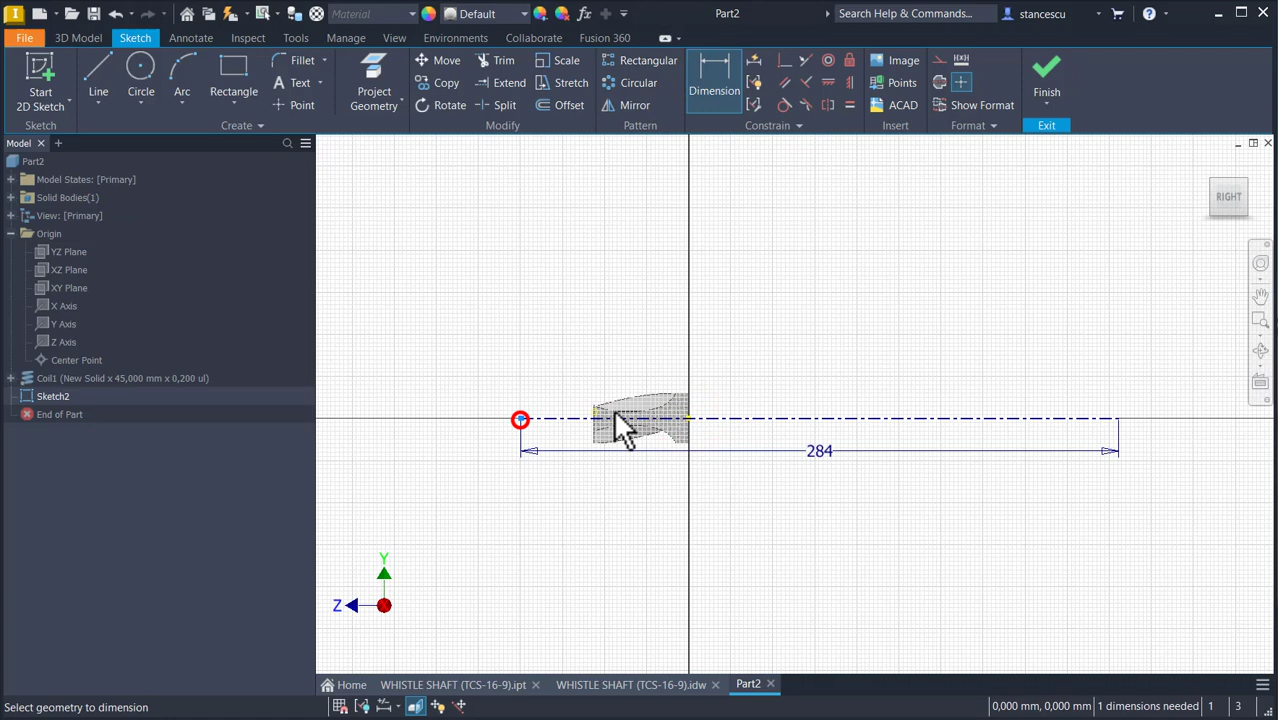 Material
Default
Part2
Search Help & Commands...
stancescu
File
3D Model
Sketch
Annotate
Inspect
Tools
Manage
View
Environments
Collaborate
Fusion 360
Start
2D Sketch
Line
Circle
Arc
Rectangle
Fillet
Text
Point
Project
Geometry
Move
Trim
Scale
Copy
Extend
Stretch
Rotate
Split
Offset
Rectangular
Circular
Mirror
Dimension
Image
Points
ACAD
Show Format
Finish
Sketch
Create
Modify
Pattern
Constrain
Insert
Format
Exit
Model
Part2
Model States: [Primary]
Solid Bodies(1)
View: [Primary]
Origin
YZ Plane
XZ Plane
XY Plane
X Axis
Y Axis
Z Axis
Center Point
Coil1 (New Solid x 45,000 mm x 0,200 ul)
Sketch2
End of Part
RIGHT
284
Y
Z
Home
WHISTLE SHAFT (TCS-16-9).ipt
WHISTLE SHAFT (TCS-16-9).idw
Part2
Select geometry to dimension
0,000 mm, 0,000 mm
1 dimensions needed
1
3